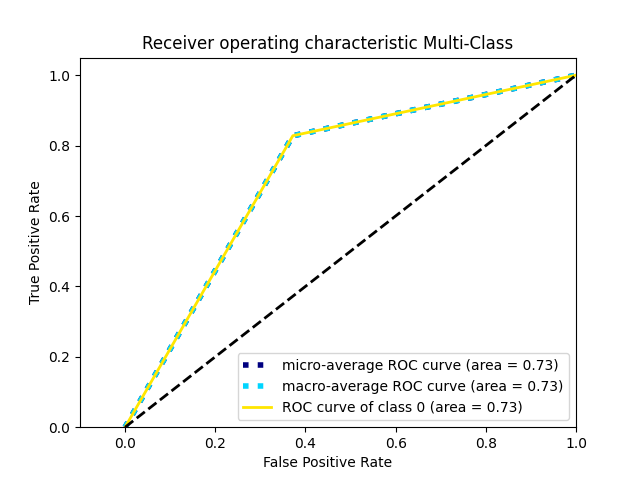 Receiver operating characteristic Multi-Class
True Positive Rate
1.0
0.8
0.6
0.4
0.2
0.0
0.0
0.2
0.4
0.6
0.8
1.0
False Positive Rate
micro-average ROC curve (area = 0.73)
macro-average ROC curve (area = 0.73)
ROC curve of class 0 (area = 0.73)